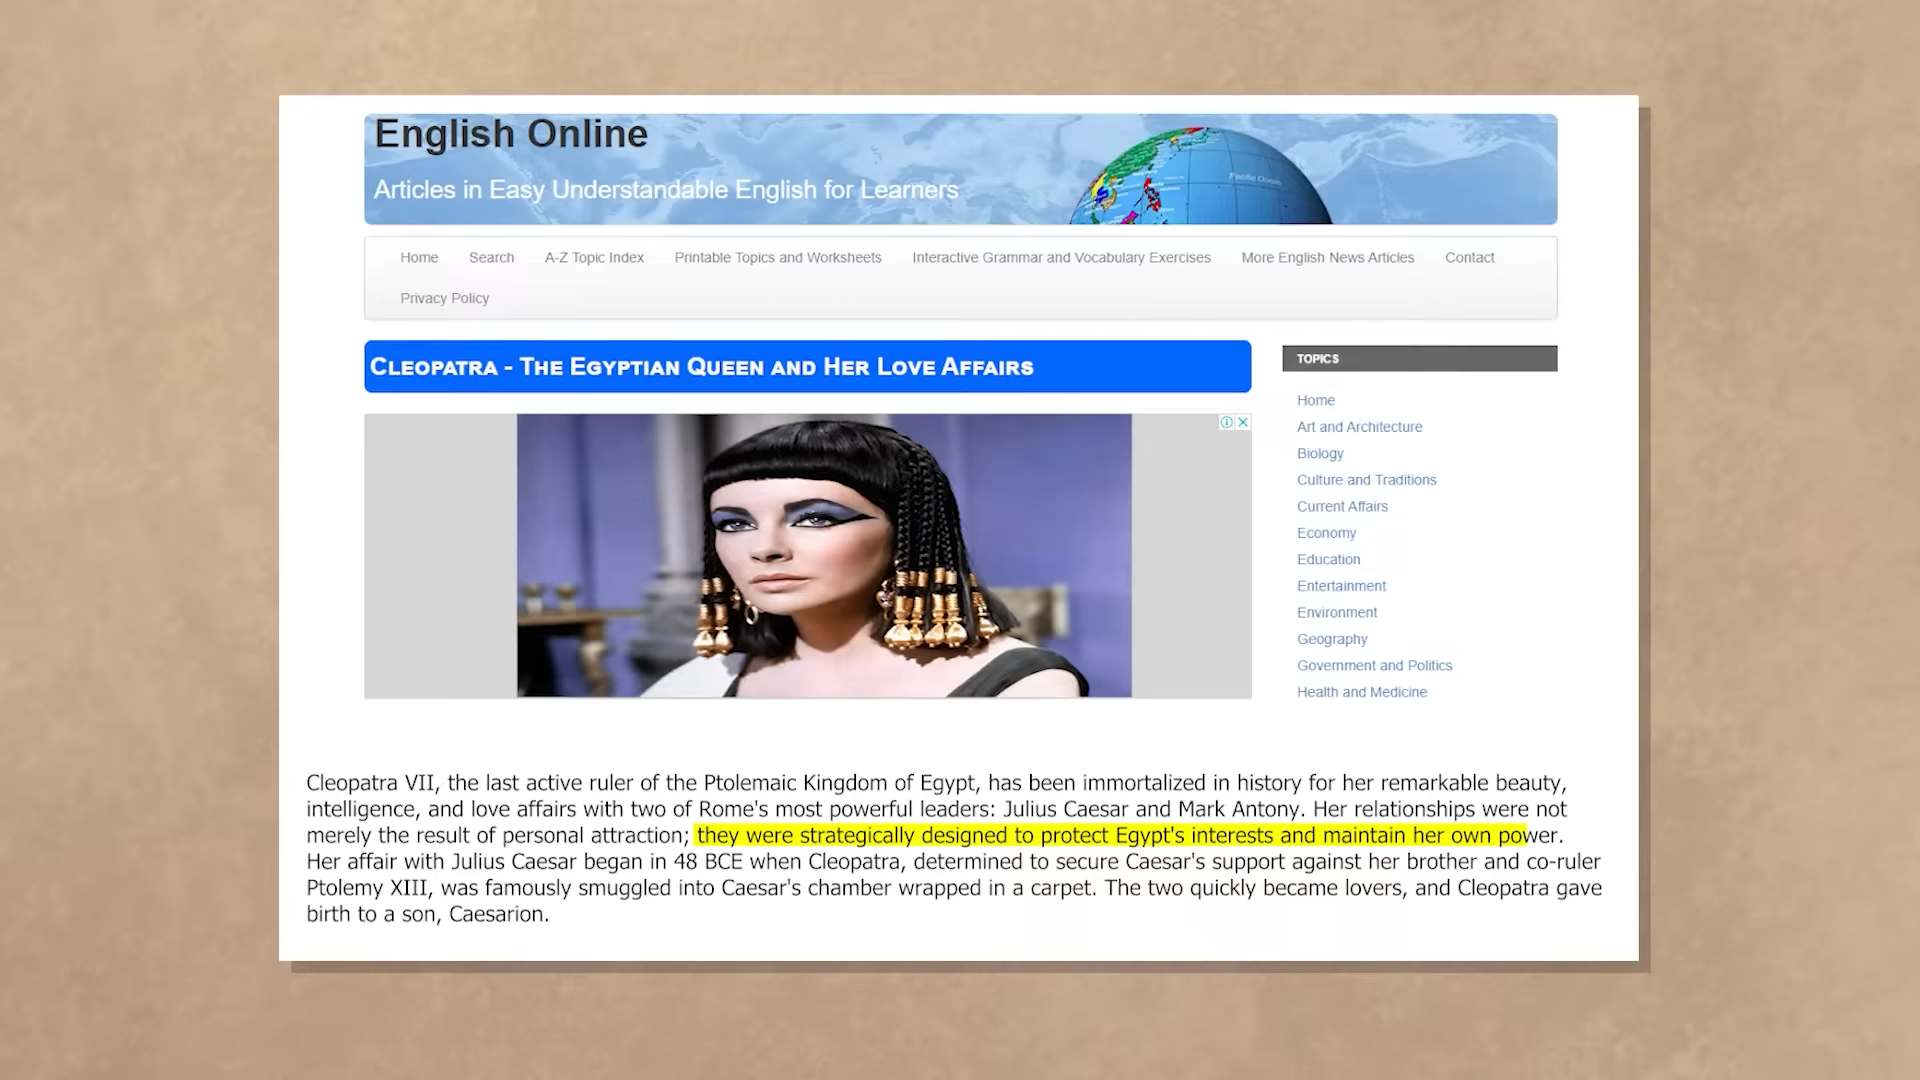 English Online
Articles in Easy Understandable English for Learners
Pacific Ocean
Home Search A-Z Topic Index Printable Topics and Worksheets Interactive Grammar and Vocabulary Exercises More English News Articles Contact
Privacy Policy
CLEOPATRA - THE EGYPTIAN QUEEN AND HER LOVE AFFAIRS
TOPICS
Home
Art and Architecture
Biology
Culture and Traditions
Current Affairs
Economy
Education
Entertainment
Environment
Geography
Government and Politics
Health and Medicine
Cleopatra VII, the last active ruler of the Ptolemaic Kingdom of Egypt, has been immortalized in history for her remarkable beauty,
intelligence, and love affairs with two of Rome's most powerful leaders: Julius Caesar and Mark Antony. Her relationships were not
merely the result of personal attraction; they were strategically designed to protect Egypt's interests and maintain her own power.
Her affair with Julius Caesar began in 48 BCE when Cleopatra, determined to secure Caesar's support against her brother and co-ruler
Ptolemy XIII, was famously smuggled into Caesar's chamber wrapped in a carpet. The two quickly became lovers, and Cleopatra gave
birth to a son, Caesarion.